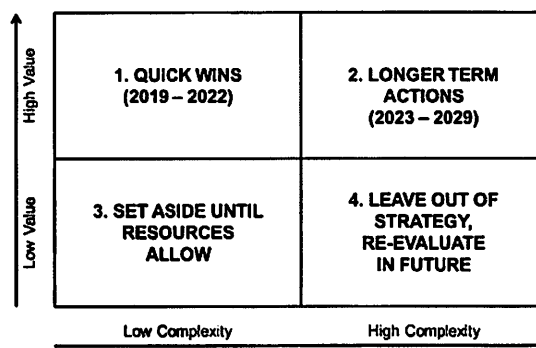 High Value
1. QUICK WINS
(2019 – 2022)
2. LONGER TERM
ACTIONS
(2023 – 2029)
Low Value
3. SET ASIDE UNTIL
RESOURCES
ALLOW
4. LEAVE OUT OF
STRATEGY,
RE-EVALUATE
IN FUTURE
Low Complexity
High Complexity